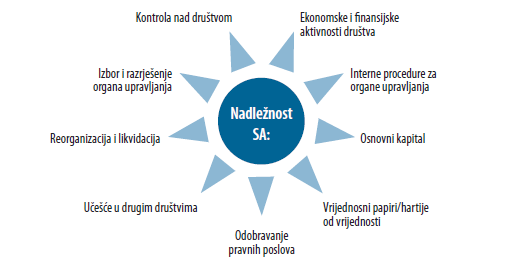 Kontrola nad društvom
Ekonomske i finansijske
aktivnosti društva
Izbor i razrješenje
organa upravljanja
Interne procedure za
organe upravljanja
Nadležnost
SA:
Reorganizacija i likvidacija
Osnovni kapital
Učešće u drugim društvima
Vrijednosni papiri/hartije
od vrijednosti
Odobravanje
pravnih poslova